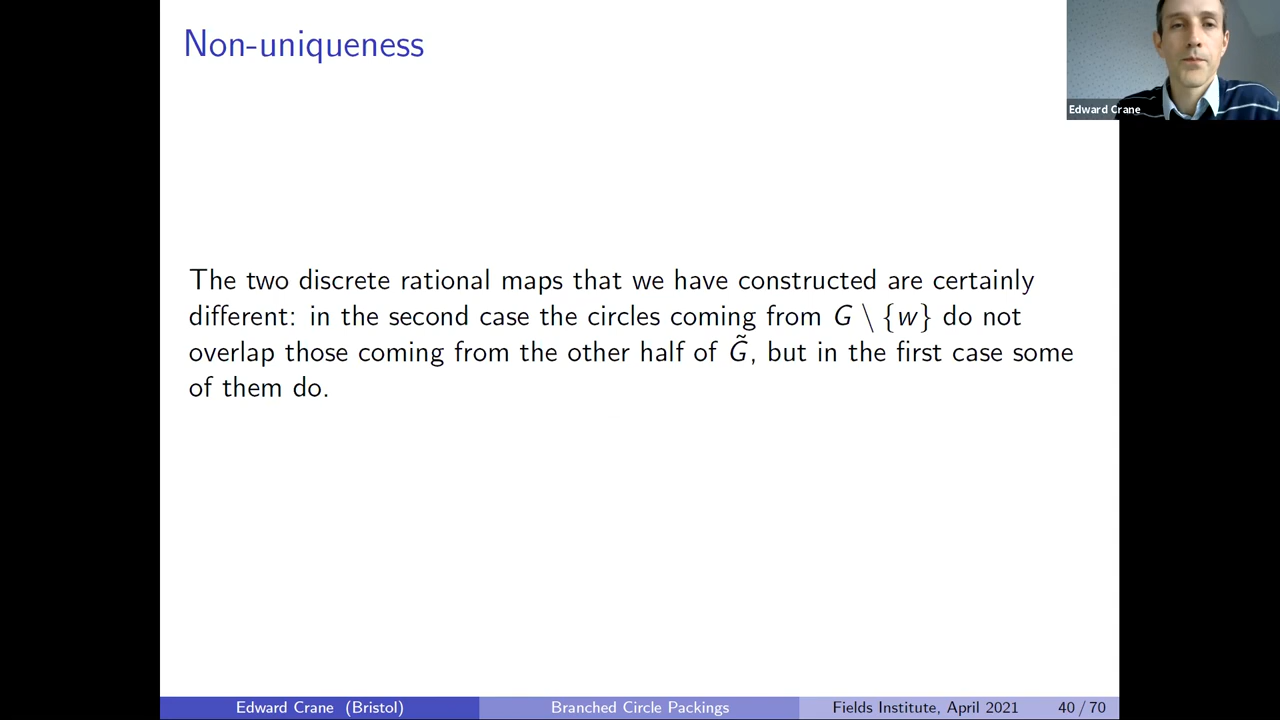 Non-uniqueness
Edward Crane
The two discrete rational maps that we have constructed are certainly
different: in the second case the circles coming from G \ {w} do not
overlap those coming from the other half of G̃, but in the first case some
of them do.
Edward Crane (Bristol)
Branched Circle Packings
Fields Institute, April 2021
40 / 70